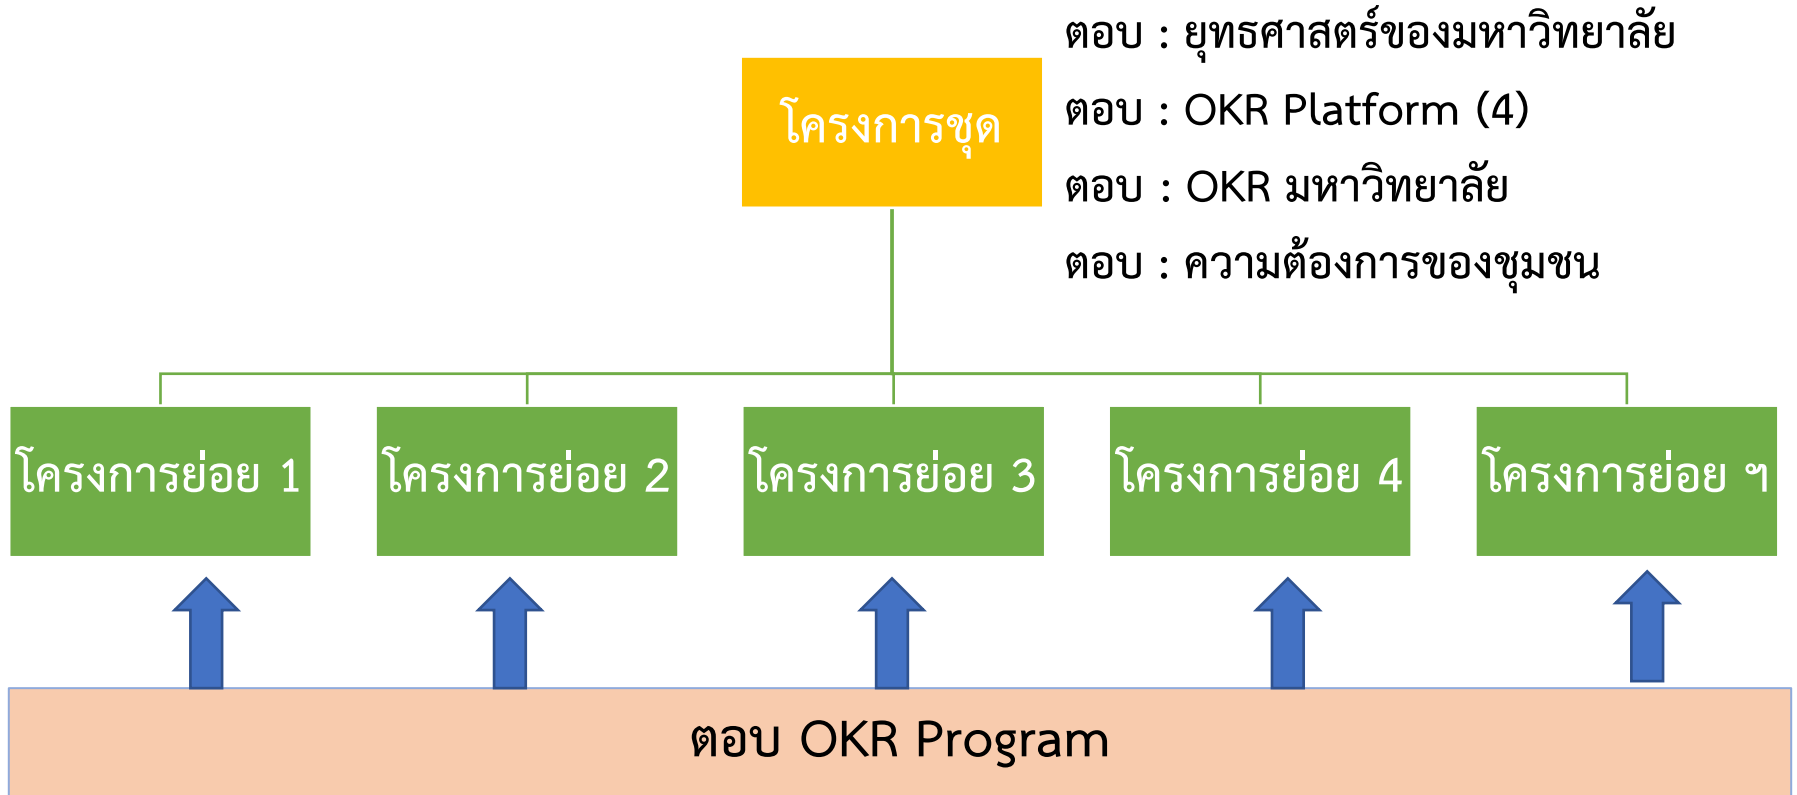 ตอบ : ยุทธศาสตร์ของมหาวิทยาลัย
โครงการชุด
ตอบ : OKR Platform (4)
ตอบ : OKR มหาวิทยาลัย
ตอบ : ความต้องการของชุมชน
โครงการย่อย 1
โครงการย่อย 2
โครงการย่อย 3
โครงการย่อย 4
โครงการย่อย ฯ
ตอบ OKR Program